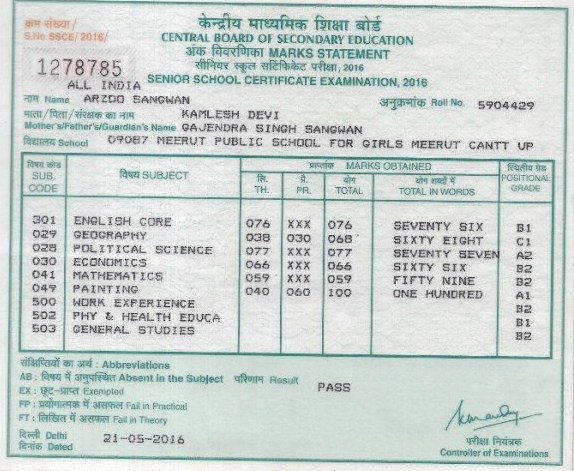 क्रम संख्या/
S.No. SSCE/2016/
1278785
केन्द्रीय माध्यमिक शिक्षा बोर्ड
CENTRAL BOARD OF SECONDARY EDUCATION
अंक विवरणिका MARKS STATEMENT
सीनियर स्कूल सर्टिफिकेट परीक्षा, 2016
SENIOR SCHOOL CERTIFICATE EXAMINATION, 2016
ALL INDIA
नाम Name ARZOO SANGWAN अनुक्रमांक Roll No. 5904429
माता/पिता/संरक्षक का नाम KAMLESH DEVI
Mother's/Father's/Guardian's Name GAJENDRA SINGH SANGWAN
विद्यालय School 09087 MEERUT PUBLIC SCHOOL FOR GIRLS MEERUT CANTT UP
विषय कोड SUB. CODE विषय SUBJECT प्राप्तांक MARKS OBTAINED स्थितीय ग्रेड POSITIONAL GRADE
लि. TH. प्रे. PR. योग TOTAL योग शब्दों में TOTAL IN WORDS
301 ENGLISH CORE 076 XXX 076 SEVENTY SIX B1
029 GEOGRAPHY 038 030 068 SIXTY EIGHT C1
028 POLITICAL SCIENCE 077 XXX 077 SEVENTY SEVEN A2
030 ECONOMICS 066 XXX 066 SIXTY SIX B2
041 MATHEMATICS 059 XXX 059 FIFTY NINE B2
049 PAINTING 040 060 100 ONE HUNDRED A1
500 WORK EXPERIENCE B2
502 PHY & HEALTH EDUCA B1
503 GENERAL STUDIES B2
संक्षिप्तियों का अर्थ : Abbreviations
AB : विषय में अनुपस्थित Absent in the Subject परिणाम Result PASS
EX : छूट-प्राप्त Exempted
FP : प्रयोगात्मक में असफल Fail in Practical
FT : लिखित में असफल Fail in Theory
दिल्ली Delhi
दिनांक Dated 21-05-2016
परीक्षा नियंत्रक
Controller of Examinations